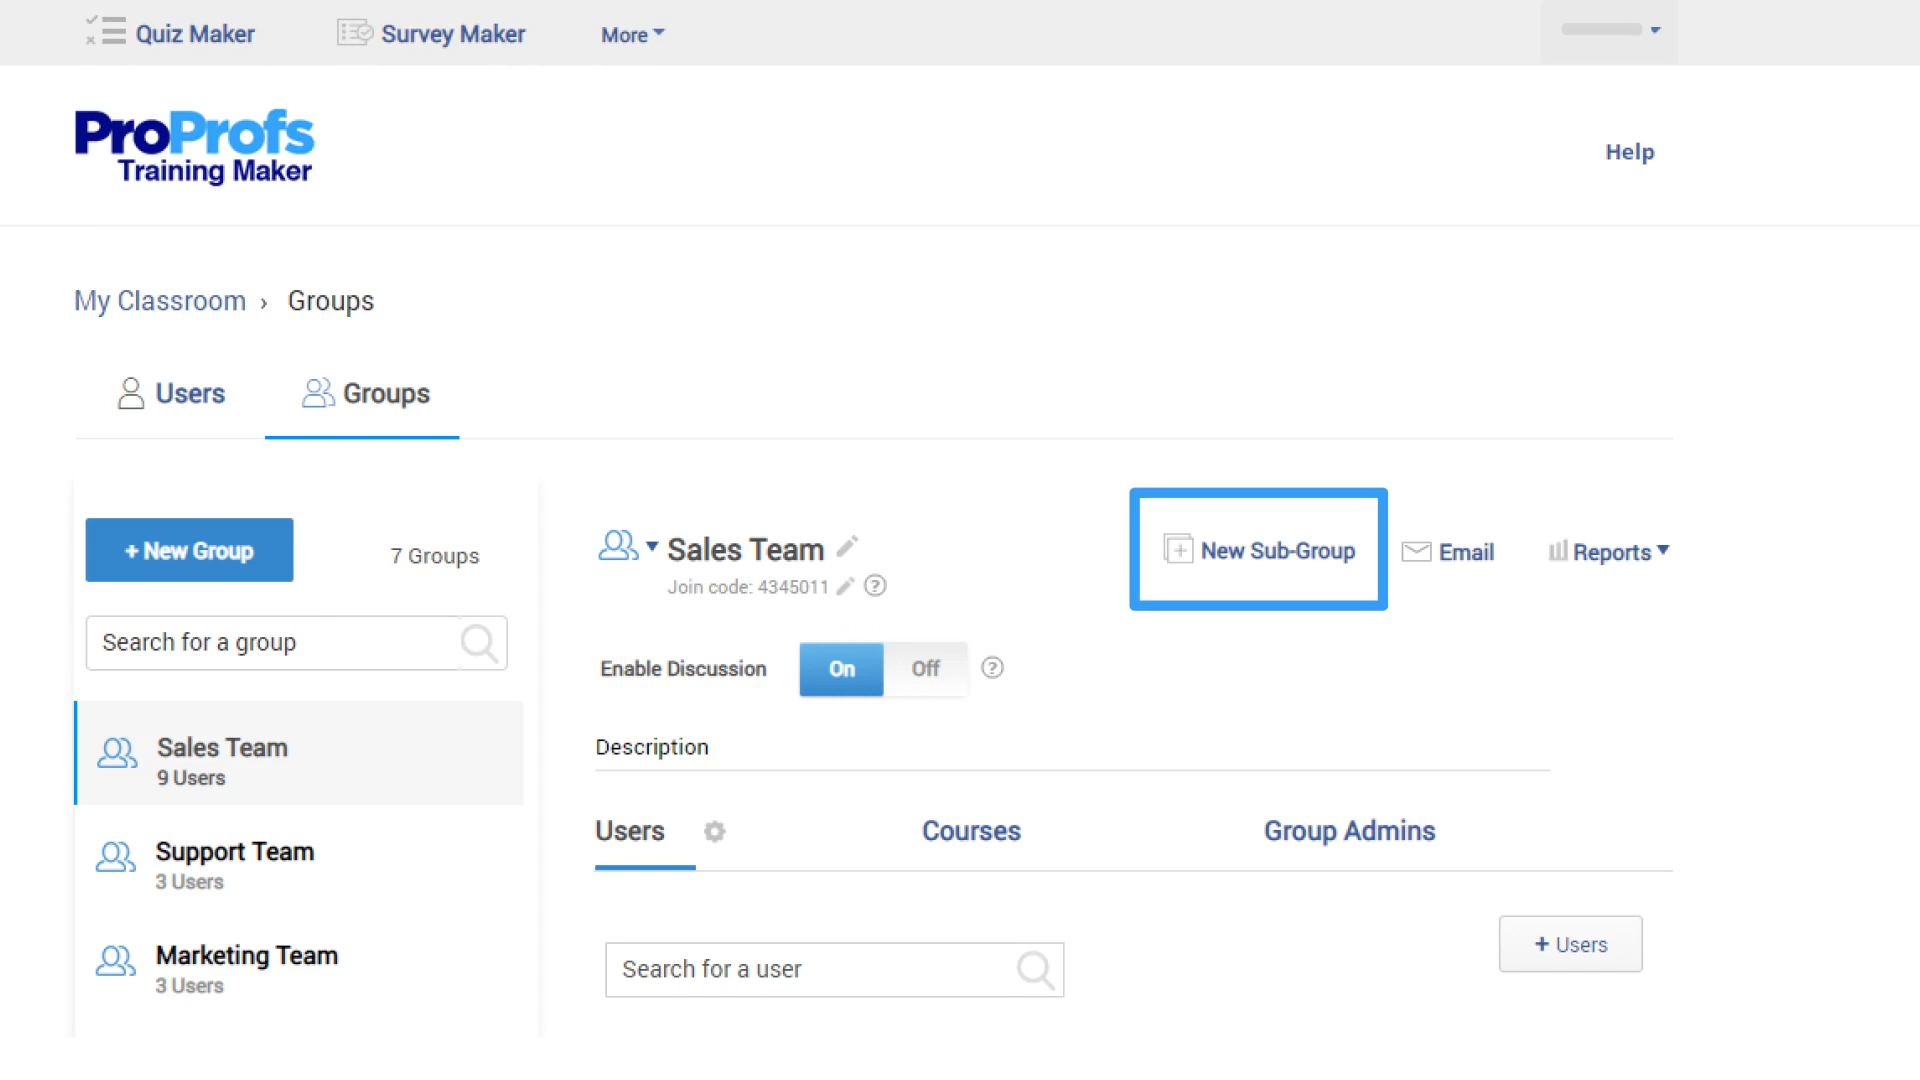 Quiz Maker
Survey Maker
More
ProProfs
Training Maker
Help
My Classroom › Groups
Users
Groups
+ New Group
7 Groups
Search for a group
Sales Team
9 Users
Support Team
3 Users
Marketing Team
3 Users
Sales Team
Join code: 4345011
New Sub-Group
Email
Reports
Enable Discussion
On
Off
Description
Users
Courses
Group Admins
Search for a user
+ Users